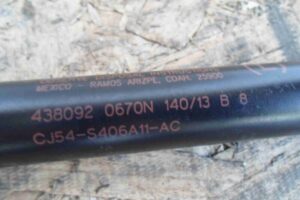 MEXICO - RAMOS ARIZPE, COAH. 25900
438092 0670N 140/13 B 8
CJ54-S406A11-AC